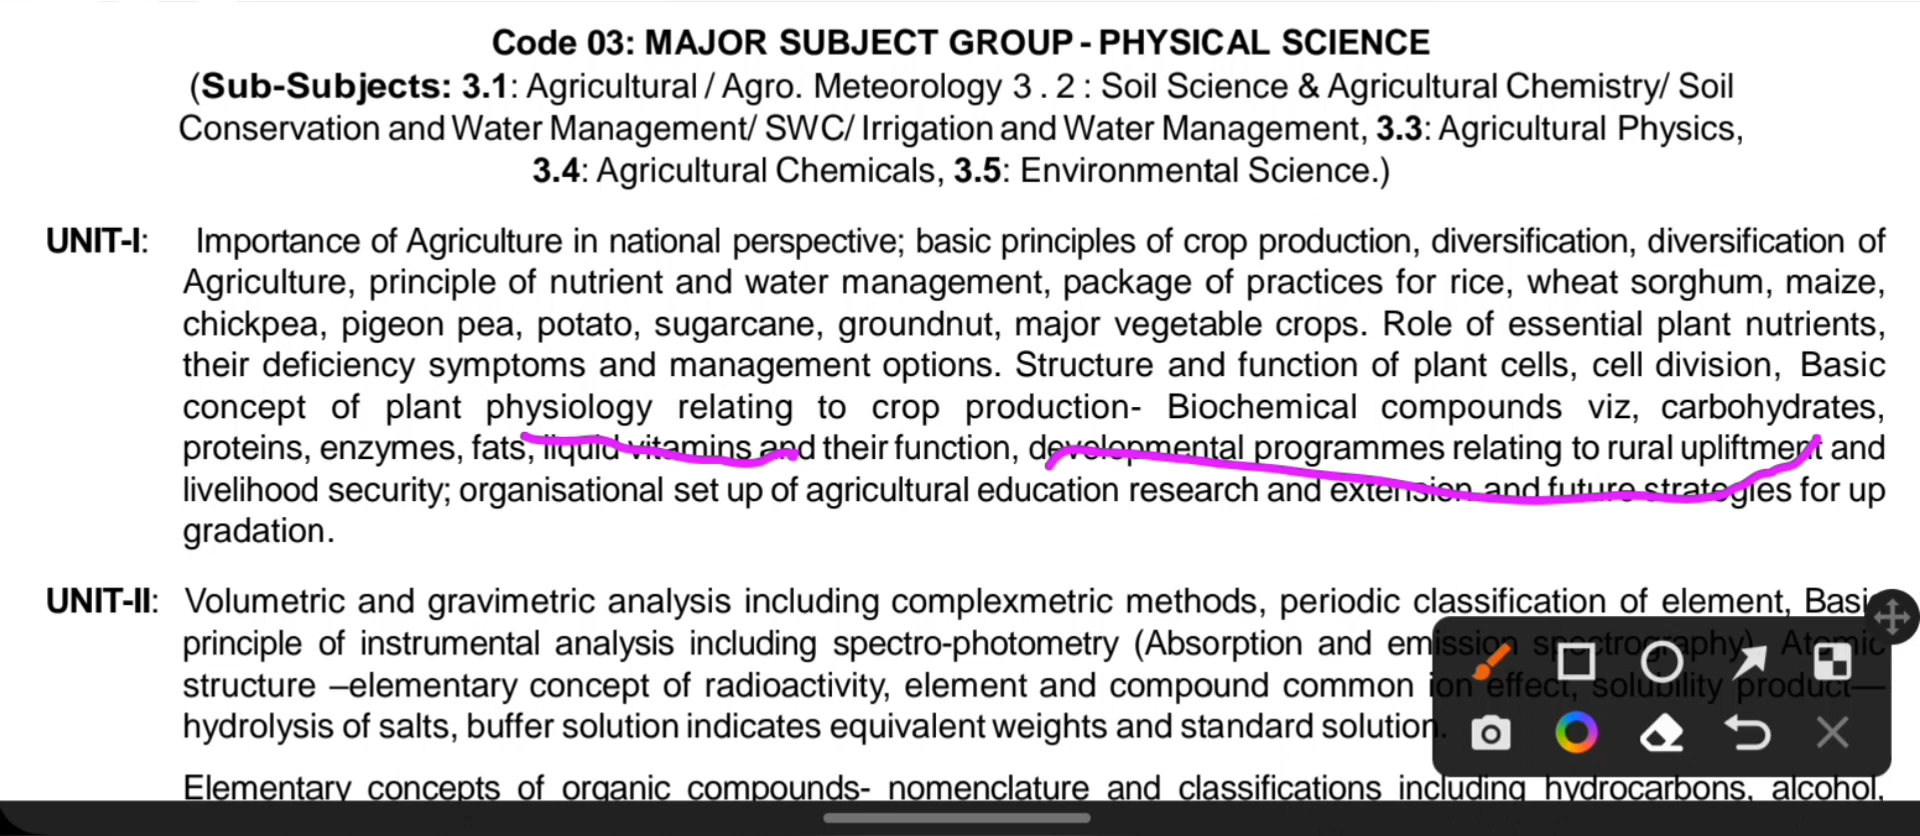 Code 03: MAJOR SUBJECT GROUP - PHYSICAL SCIENCE
(Sub-Subjects: 3.1: Agricultural / Agro. Meteorology 3 . 2 : Soil Science & Agricultural Chemistry/ Soil
Conservation and Water Management/ SWC/ Irrigation and Water Management, 3.3: Agricultural Physics,
3.4: Agricultural Chemicals, 3.5: Environmental Science.)
UNIT-I: Importance of Agriculture in national perspective; basic principles of crop production, diversification, diversification of
Agriculture, principle of nutrient and water management, package of practices for rice, wheat sorghum, maize,
chickpea, pigeon pea, potato, sugarcane, groundnut, major vegetable crops. Role of essential plant nutrients,
their deficiency symptoms and management options. Structure and function of plant cells, cell division, Basic
concept of plant physiology relating to crop production- Biochemical compounds viz, carbohydrates,
proteins, enzymes, fats, liquid vitamins and their function, developmental programmes relating to rural upliftment and
livelihood security; organisational set up of agricultural education research and extension and future strategies for up
gradation.
UNIT-II: Volumetric and gravimetric analysis including complexmetric methods, periodic classification of element, Basic
principle of instrumental analysis including spectro-photometry (Absorption and emission spectrography), Atomic
structure –elementary concept of radioactivity, element and compound common ion effect, solubility product—
hydrolysis of salts, buffer solution indicates equivalent weights and standard solution.
Elementary concepts of organic compounds- nomenclature and classifications including hydrocarbons, alcohol,